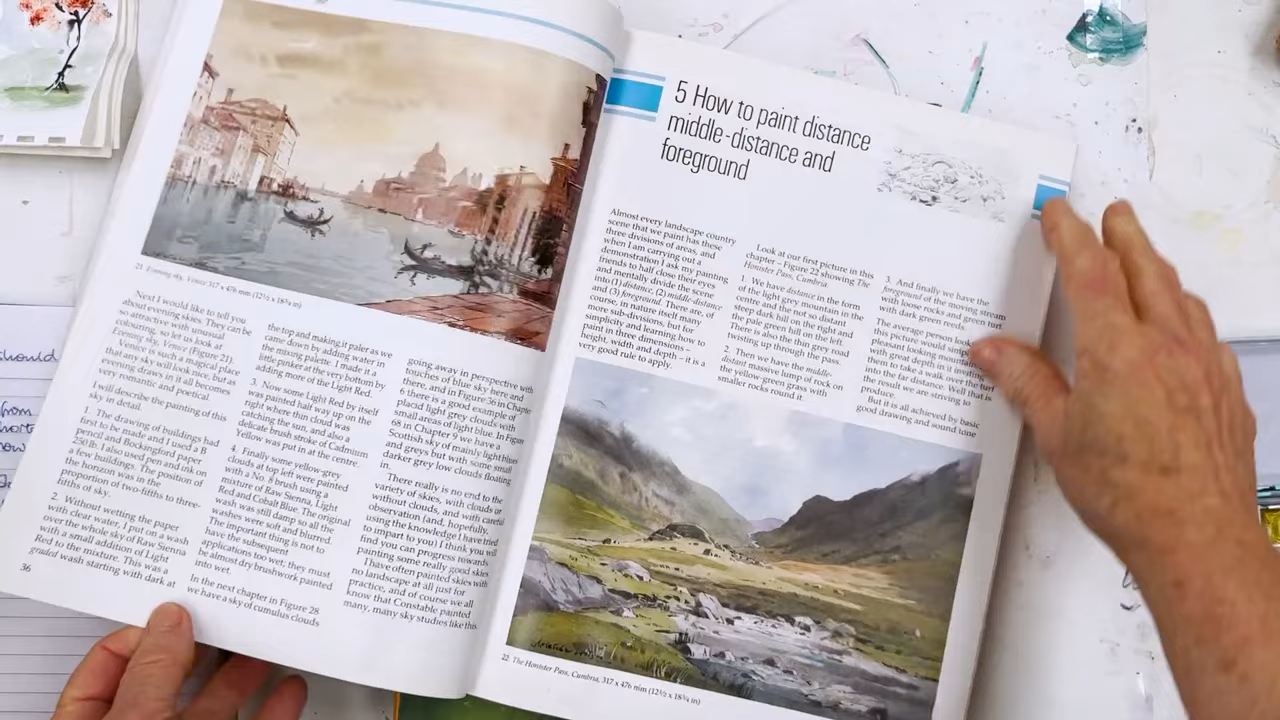 21 Evening sky, Venice 317 x 476 mm (12½ x 18¾ in)
Next I would like to tell you
about evening skies. They can be
so attractive with unusual
colouring, so let us look at
Evening sky, Venice (Figure 21).
Venice is such a magical place
that any sky will look nice, but as
evening draws in it all becomes
very romantic and poetical.
I will describe the painting of this
sky in detail.
1. The drawing of buildings had
first to be made and I used a B
pencil and Bockingford paper
250 lb. I also used pen and ink on
a few buildings. The position of
the horizon was in the
proportion of two-fifths to three-
fifths of sky.
2. Without wetting the paper
with clear water, I put on a wash
over the whole sky of Raw Sienna
with a small addition of Light
Red to the mixture. This was a
graded wash starting with dark at
36
the top and making it paler as we
came down by adding water in
the mixing palette. I made it a
little pinker at the very bottom by
adding more of the Light Red.
3. Now some Light Red by itself
was painted half way up on the
right where thin cloud was
catching the sun, and also a
delicate brush stroke of Cadmium
Yellow was put in at the centre.
4. Finally some yellow-grey
clouds at top left were painted
with a No. 8 brush using a
mixture of Raw Sienna, Light
Red and Cobalt Blue. The original
wash was still damp so all the
washes were soft and blurred.
The important thing is not to
have the subsequent
applications too wet, they must
be almost dry brushwork painted
into wet.
In the next chapter in Figure 28
we have a sky of cumulus clouds
going away in perspective with
touches of blue sky here and
there, and in Figure 36 in Chapter
6 there is a good example of
placid light grey clouds with
small areas of light blue. In Figure
68 in Chapter 9 we have a
Scottish sky of mainly light blues
and greys but with some small
darker grey low clouds floating
in.
There really is no end to the
variety of skies, with clouds or
without clouds, and with careful
observation (and, hopefully,
using the knowledge I have tried
to impart to you) I think you will
find you can progress towards
painting some really good skies.
I have often painted skies with
no landscape at all just for
practice, and of course we all
know that Constable painted
many, many sky studies like this.
5 How to paint distance
middle-distance and
foreground
Almost every landscape country
scene that we paint has these
three divisions of areas, and
when I am carrying out a
demonstration I ask my painting
friends to half close their eyes
and mentally divide the scene
into (1) distance, (2) middle-distance
and (3) foreground. There are, of
course, in nature itself many
more sub-divisions, but for
simplicity and learning how to
paint in three dimensions –
height, width and depth – it is a
very good rule to apply.
Look at our first picture in this
chapter – Figure 22 showing The
Honister Pass, Cumbria.
1. We have distance in the form
of the light grey mountain in the
centre and the not so distant
steep dark hill on the right and
the pale green hill on the left.
There is also the thin grey road
twisting up through the pass.
2. Then we have the middle-
distant massive lump of rock on
the yellow-green grass with
smaller rocks round it.
3. And finally we have the
foreground of the moving stream
with lots of rocks and green turf
with dark green reeds.
The average person looking
this picture would simply
pleasant looking mountain
with great depth in it inviting
them to take a walk over the turf
into the far distance. Well that is
the result we are striving to
produce.
But it is all achieved by basic
good drawing and sound tone
22 The Honister Pass, Cumbria, 317 x 476 mm (12½ x 18¾ in)
should
from